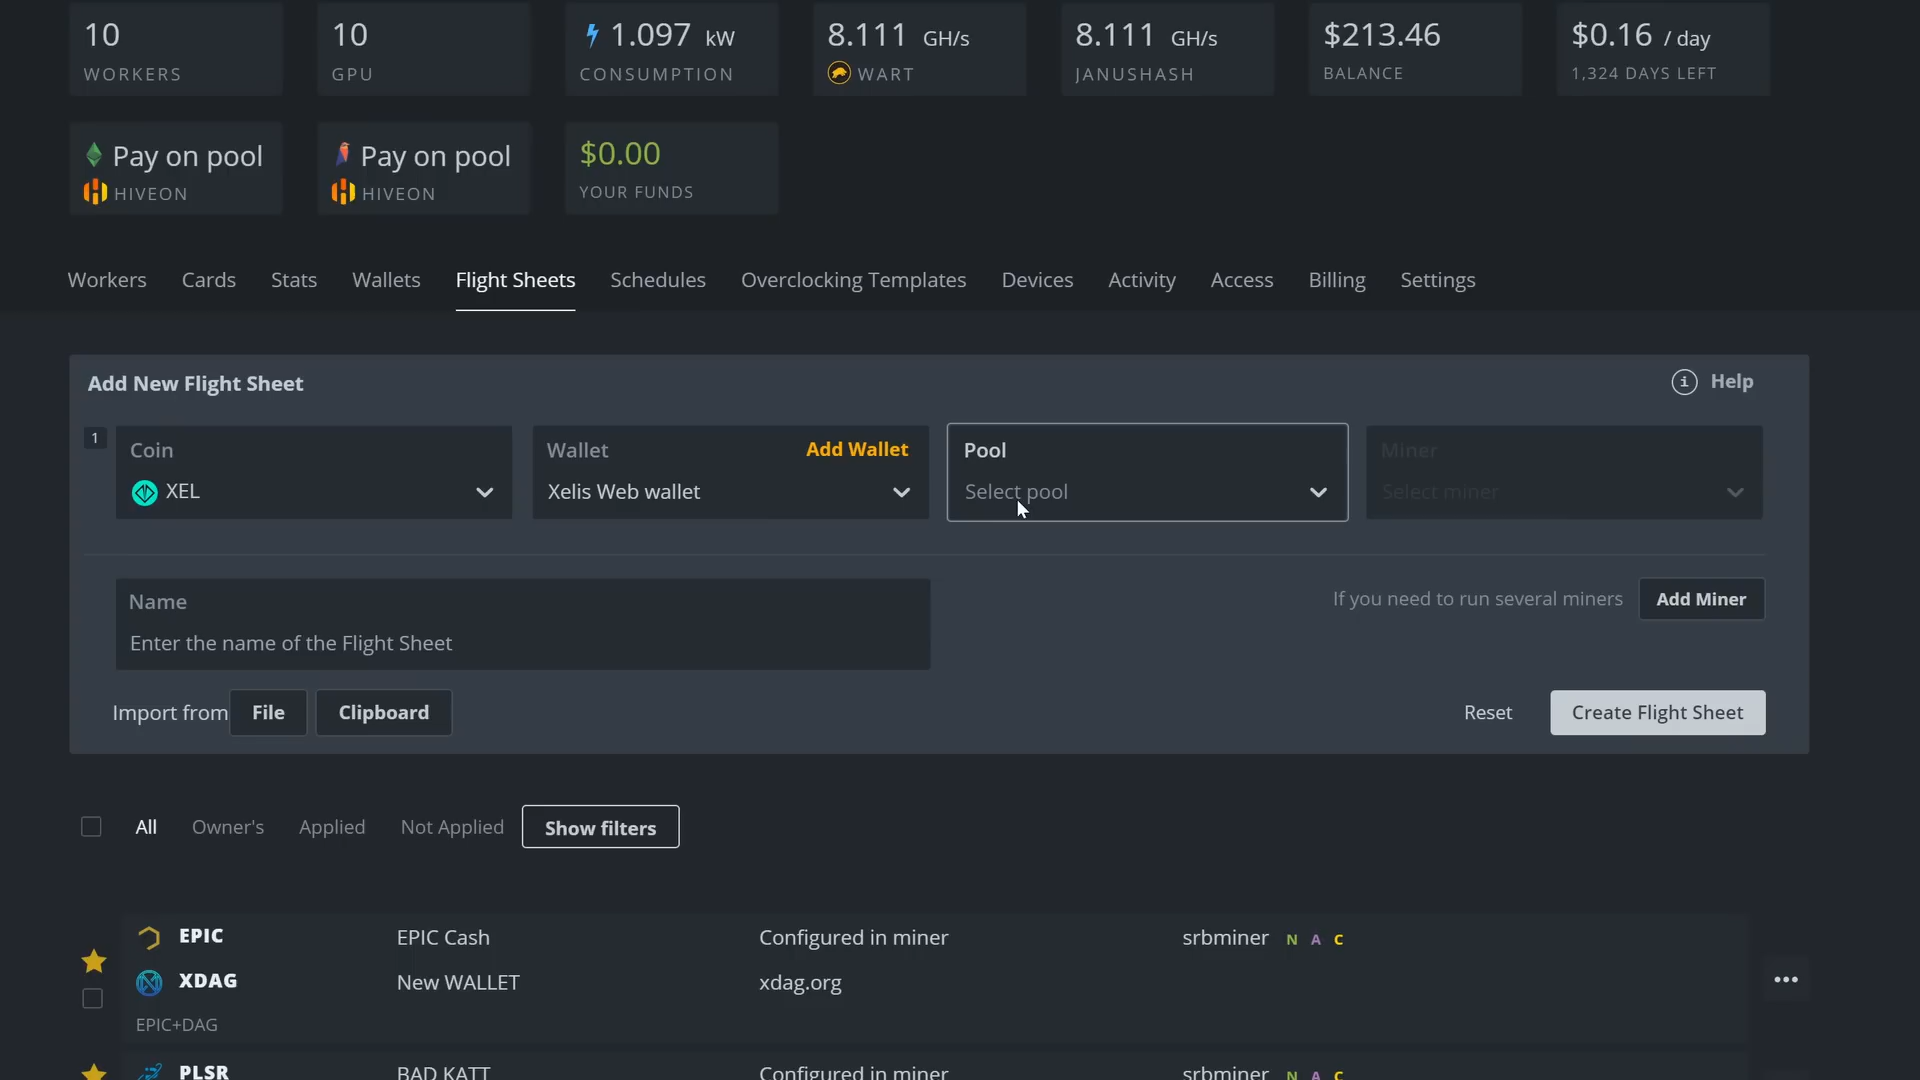 10
WORKERS
10
GPU
1.097 kW
CONSUMPTION
8.111 GH/s
WART
8.111 GH/s
JANUSHASH
$213.46
BALANCE
$0.16 / day
1,324 DAYS LEFT
Pay on pool
HIVEON
Pay on pool
HIVEON
$0.00
YOUR FUNDS
Workers Cards Stats Wallets Flight Sheets Schedules Overclocking Templates Devices Activity Access Billing Settings
Add New Flight Sheet
Help
1
Coin
XEL
Wallet
Add Wallet
Xelis Web wallet
Pool
Select pool
Miner
Select miner
Name
Enter the name of the Flight Sheet
If you need to run several miners
Add Miner
Import from
File
Clipboard
Reset
Create Flight Sheet
All Owner's Applied Not Applied Show filters
EPIC EPIC Cash Configured in miner srbminer N A C
XDAG New WALLET xdag.org
EPIC+DAG
PLSR BAD KATT Configured in miner srbminer N A C